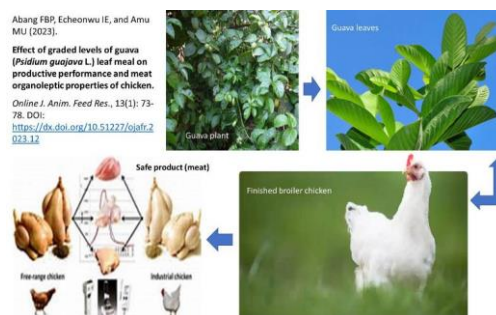 Abang FBP, Echeonwu IE, and Amu
MU (2023).
Effect of graded levels of guava
(Psidium guajava L.) leaf meal on
productive performance and meat
organoleptic properties of chicken.
Online J. Anim. Feed Res., 13(1): 73-
78. DOI:
https://dx.doi.org/10.51227/ojafr.2
023.12
Guava plant
Guava leaves
Safe product (meat)
Finished broiler chicken
Free-range chicken
Industrial chicken